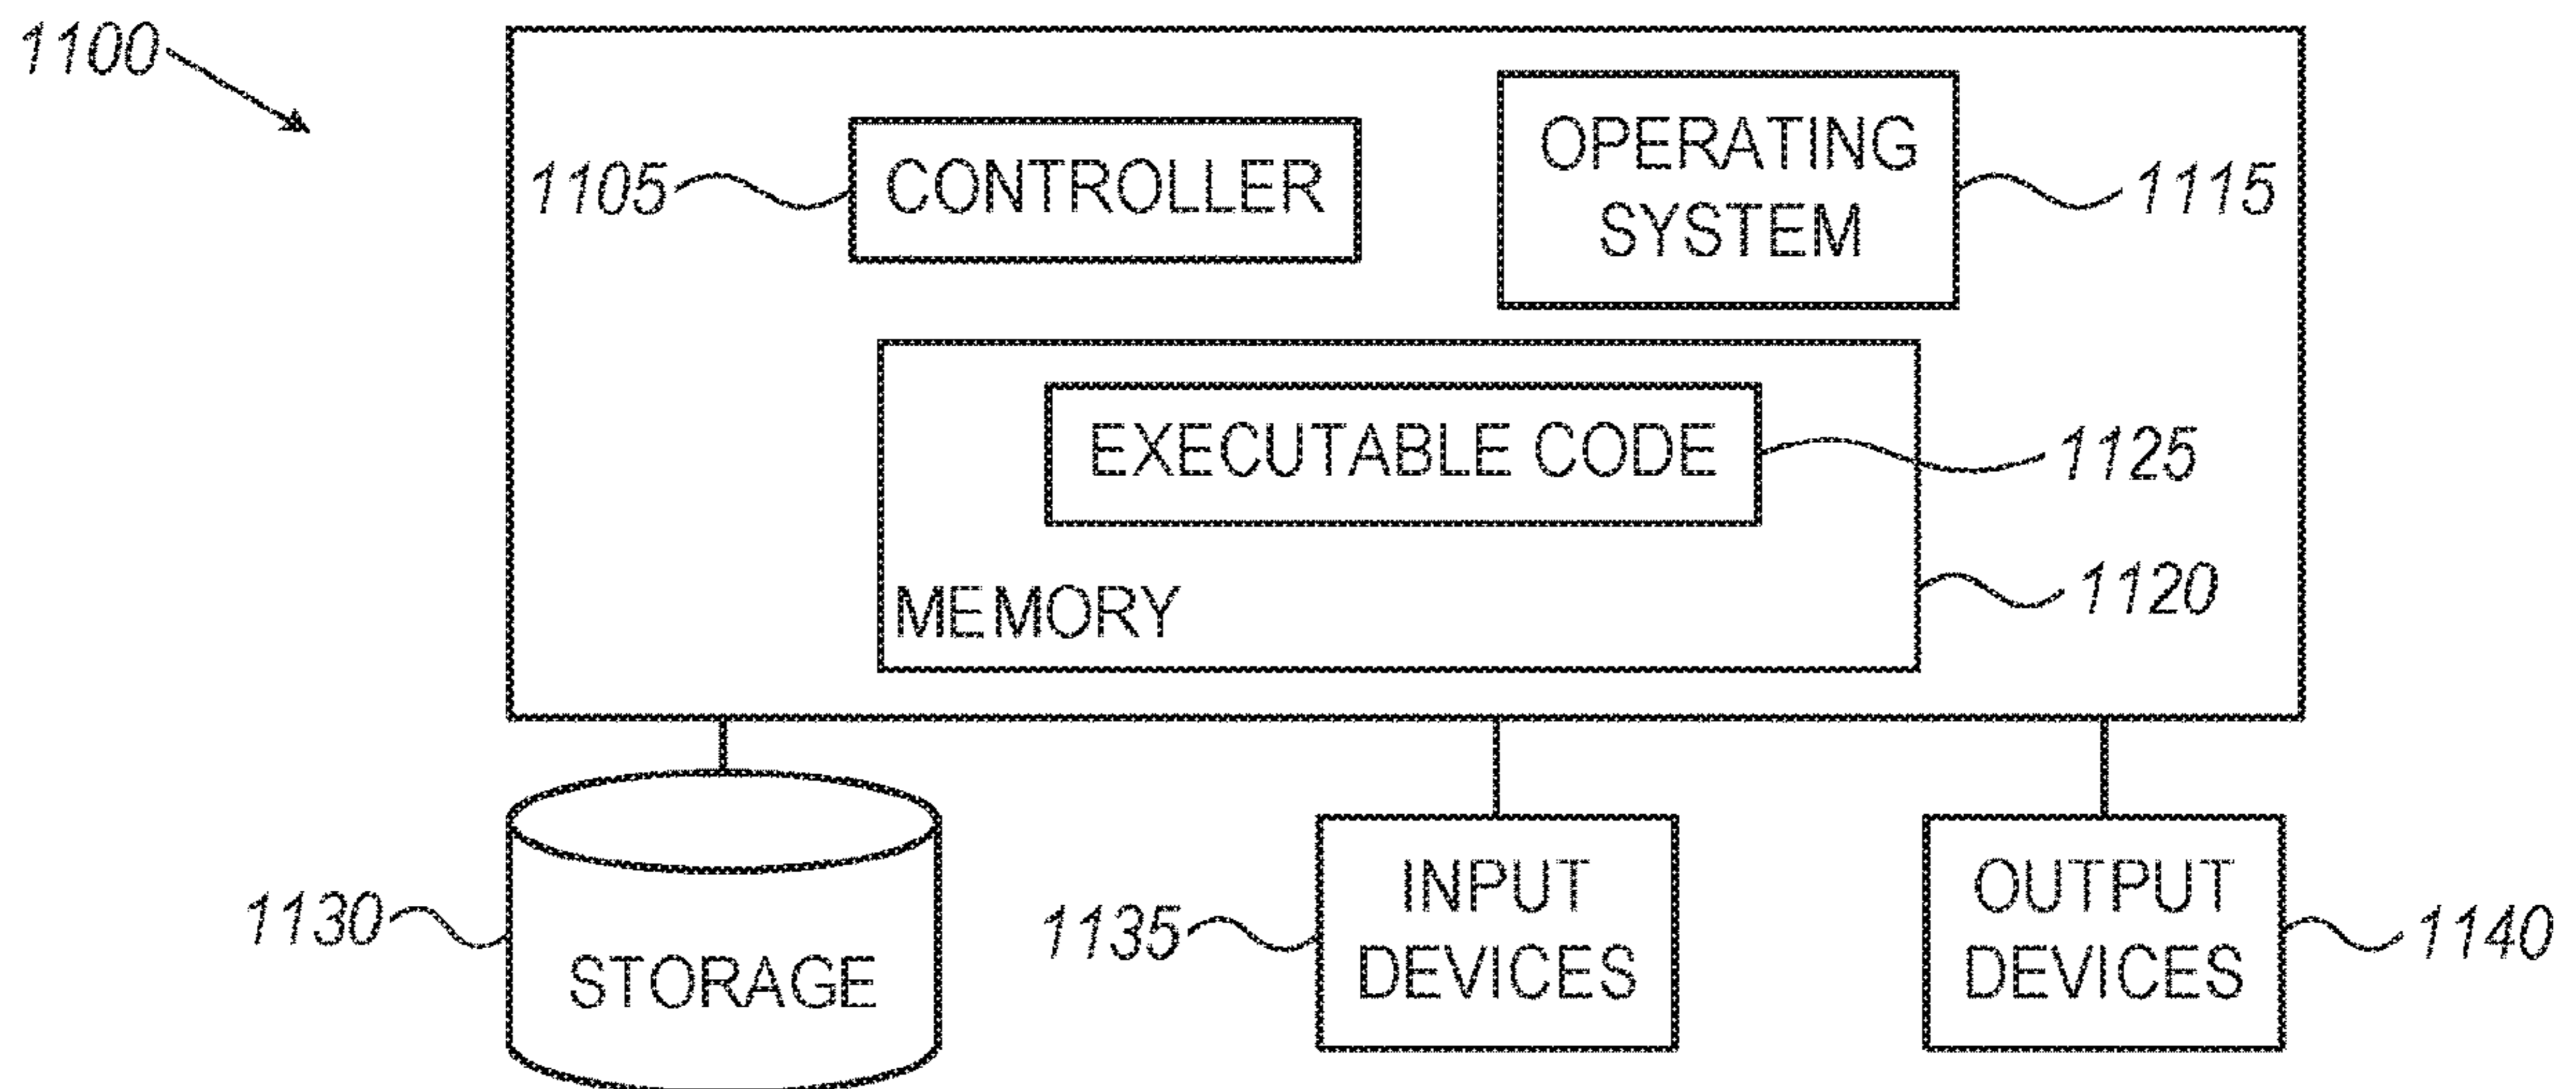 1100
1105
CONTROLLER
OPERATING
SYSTEM
1115
EXECUTABLE CODE
1125
MEMORY
1120
1130
STORAGE
1135
INPUT
DEVICES
OUTPUT
DEVICES
1140